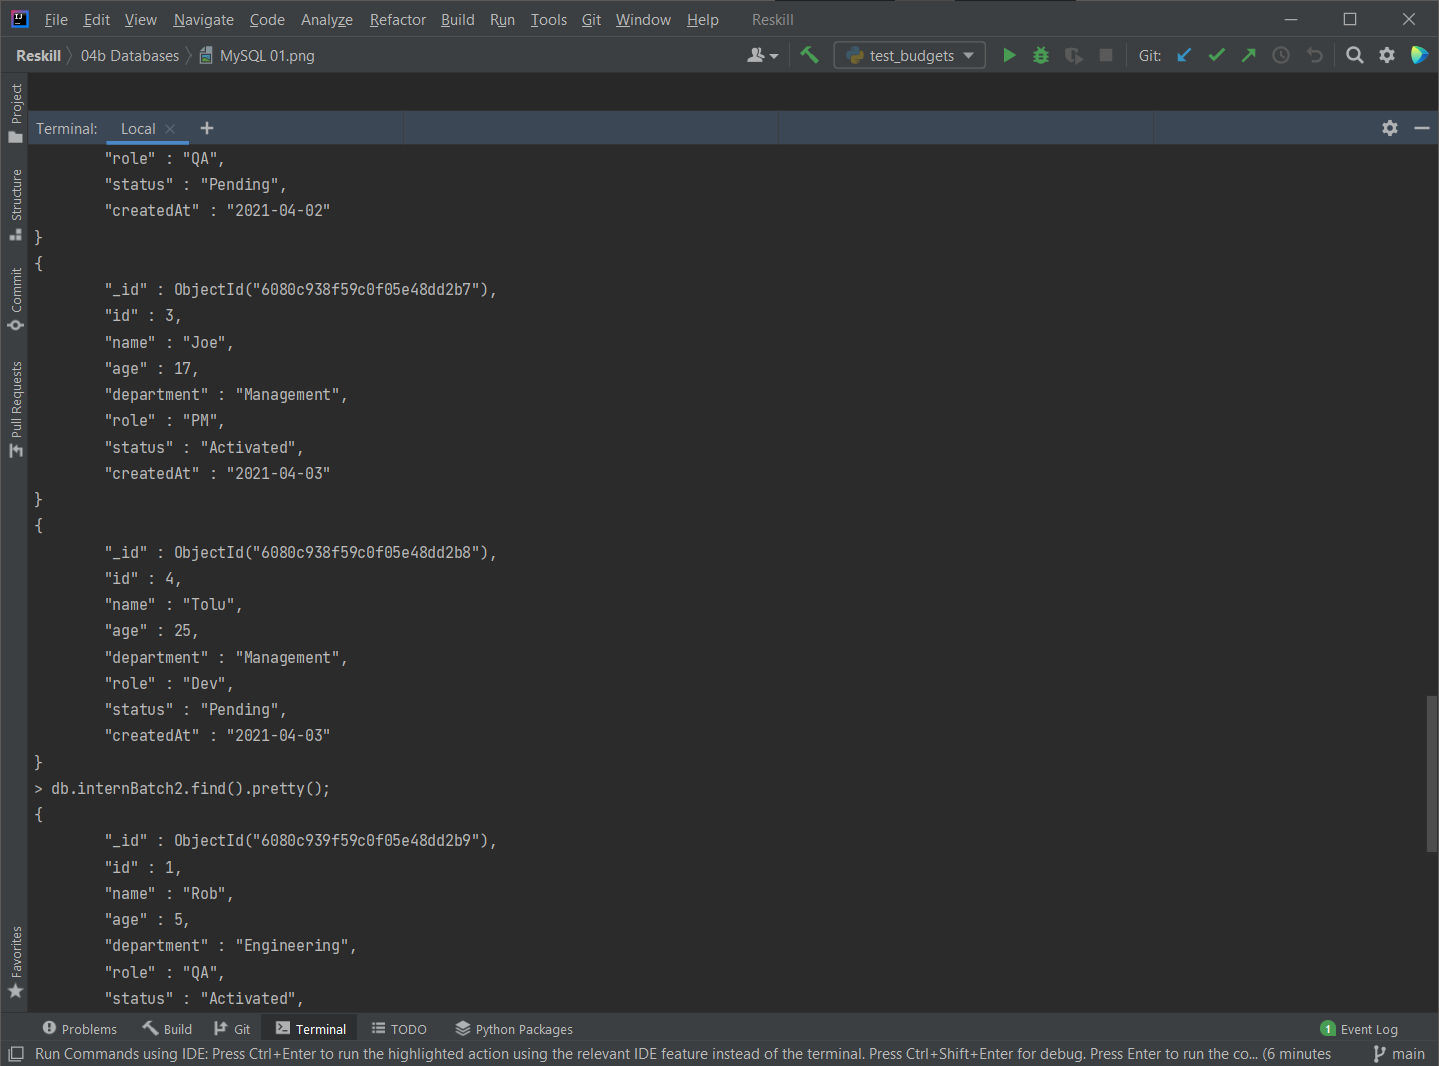 File Edit View Navigate Code Analyze Refactor Build Run Tools Git Window Help Reskill
Reskill 04b Databases MySQL 01.png test_budgets Git:
Project
Structure
Commit
Pull Requests
Favorites
Terminal: Local
"role" : "QA",
"status" : "Pending",
"createdAt" : "2021-04-02"
}
{
"_id" : ObjectId("6080c938f59c0f05e48dd2b7"),
"id" : 3,
"name" : "Joe",
"age" : 17,
"department" : "Management",
"role" : "PM",
"status" : "Activated",
"createdAt" : "2021-04-03"
}
{
"_id" : ObjectId("6080c938f59c0f05e48dd2b8"),
"id" : 4,
"name" : "Tolu",
"age" : 25,
"department" : "Management",
"role" : "Dev",
"status" : "Pending",
"createdAt" : "2021-04-03"
}
> db.internBatch2.find().pretty();
{
"_id" : ObjectId("6080c939f59c0f05e48dd2b9"),
"id" : 1,
"name" : "Rob",
"age" : 5,
"department" : "Engineering",
"role" : "QA",
"status" : "Activated",
Problems Build Git Terminal TODO Python Packages 1 Event Log
Run Commands using IDE: Press Ctrl+Enter to run the highlighted action using the relevant IDE feature instead of the terminal. Press Ctrl+Shift+Enter for debug. Press Enter to run the co... (6 minutes main